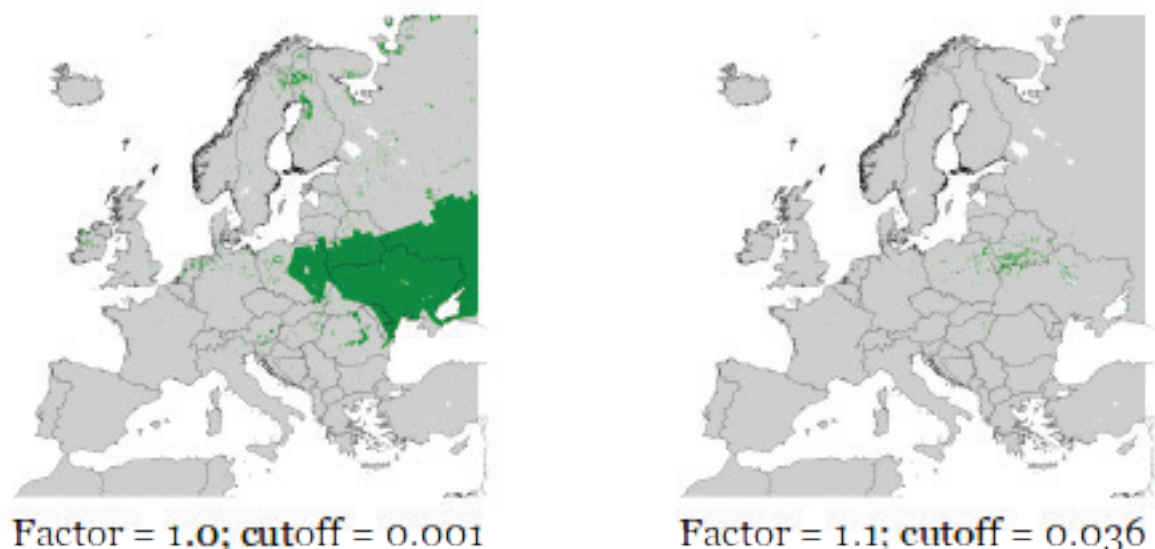 Factor = 1.0; cutoff = 0.001
Factor = 1.1; cutoff = 0.036